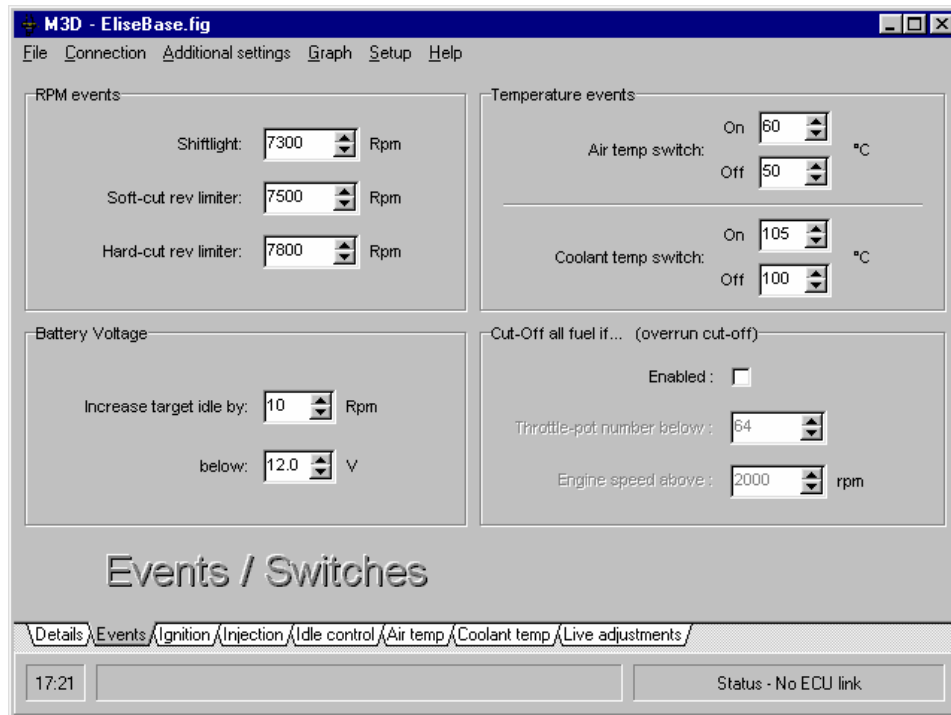 M3D - EliseBase.fig
File Connection Additional settings Graph Setup Help
RPM events
Shiftlight: 7300 Rpm
Soft-cut rev limiter: 7500 Rpm
Hard-cut rev limiter: 7800 Rpm
Temperature events
Air temp switch: On 60 °C
Off 50
Coolant temp switch: On 105 °C
Off 100
Battery Voltage
Increase target idle by: 10 Rpm
below: 12.0 V
Cut-Off all fuel if... (overrun cut-off)
Enabled :
Throttle-pot number below : 64
Engine speed above : 2000 rpm
Events / Switches
Details Events Ignition Injection Idle control Air temp Coolant temp Live adjustments
17:21 Status - No ECU link